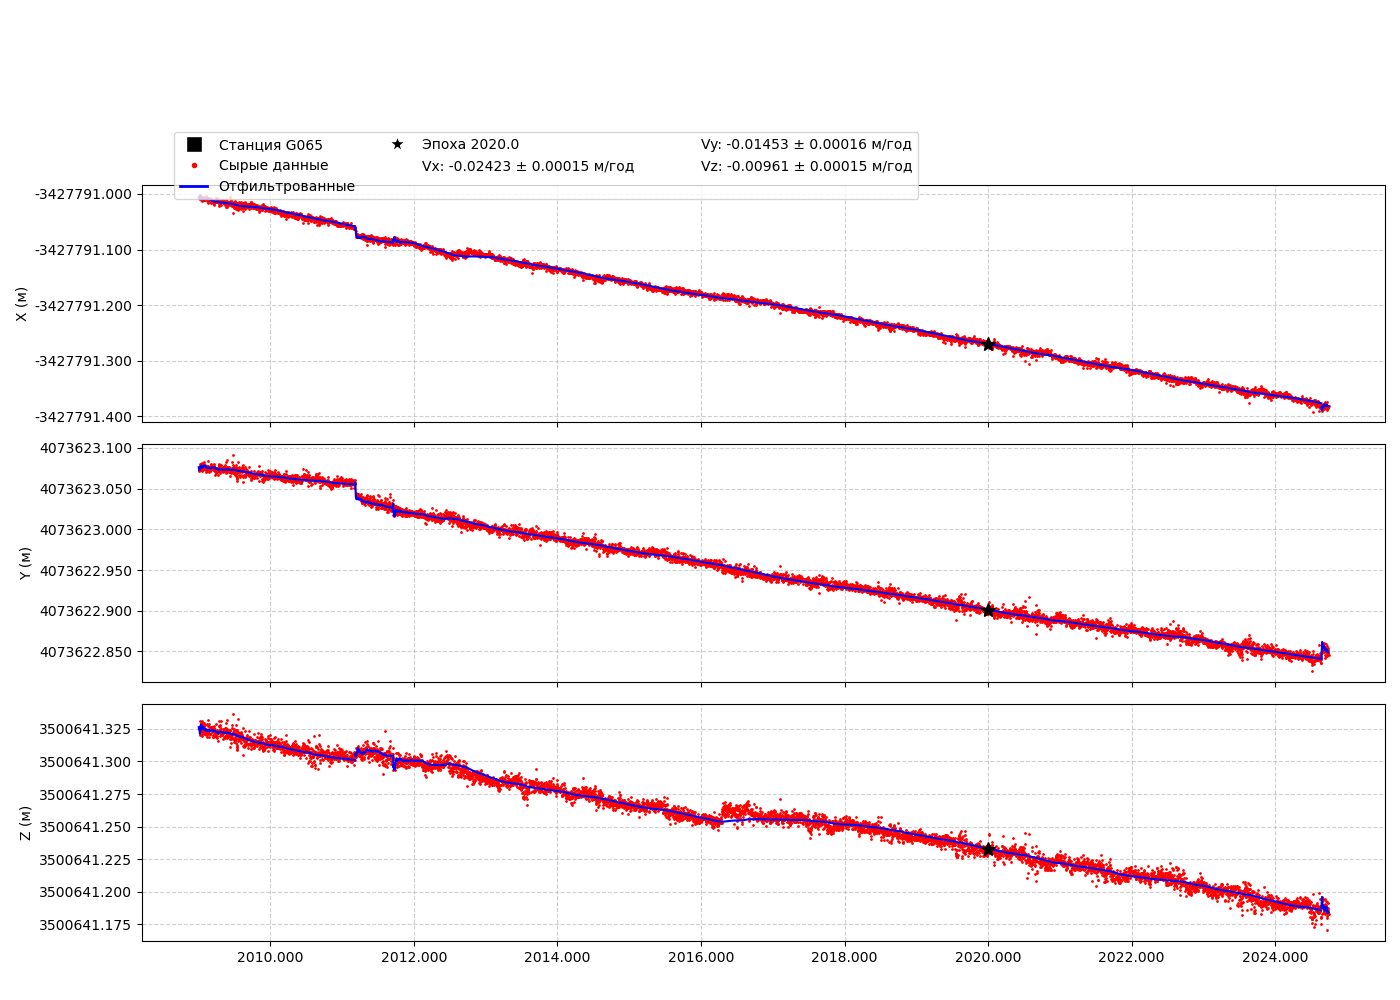 Станция G065
Сырые данные
Отфильтрованные
Эпоха 2020.0
Vx: -0.02423 ± 0.00015 м/год
Vy: -0.01453 ± 0.00016 м/год
Vz: -0.00961 ± 0.00015 м/год
X (м)
-3427791.000
-3427791.100
-3427791.200
-3427791.300
-3427791.400
Y (м)
4073623.100
4073623.050
4073623.000
4073622.950
4073622.900
4073622.850
Z (м)
3500641.325
3500641.300
3500641.275
3500641.250
3500641.225
3500641.200
3500641.175
2010.000 2012.000 2014.000 2016.000 2018.000 2020.000 2022.000 2024.000